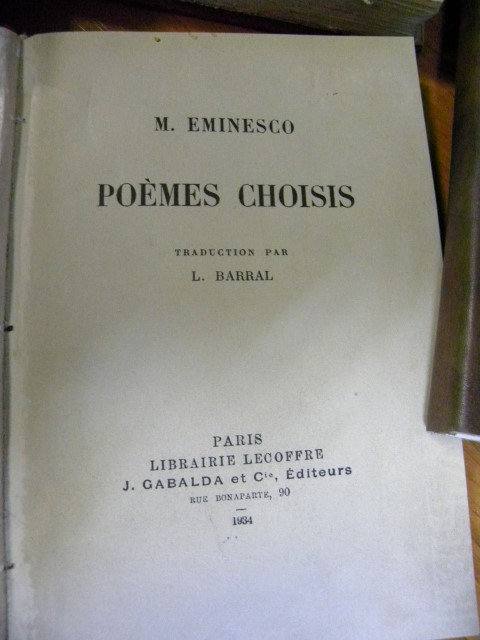 M. EMINESCO
POÈMES CHOISIS
TRADUCTION PAR
L. BARRAL
PARIS
LIBRAIRIE LECOFFRE
J. GABALDA et Cie, Éditeurs
RUE BONAPARTE, 90
1934